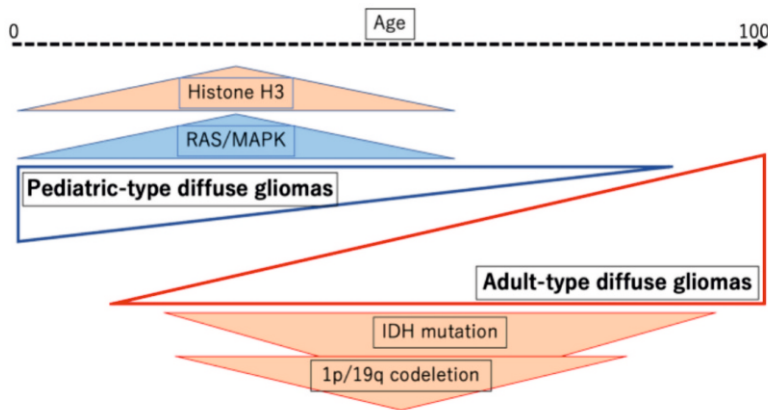 Age
0
100
Histone H3
RAS/MAPK
Pediatric-type diffuse gliomas
Adult-type diffuse gliomas
IDH mutation
1p/19q codeletion